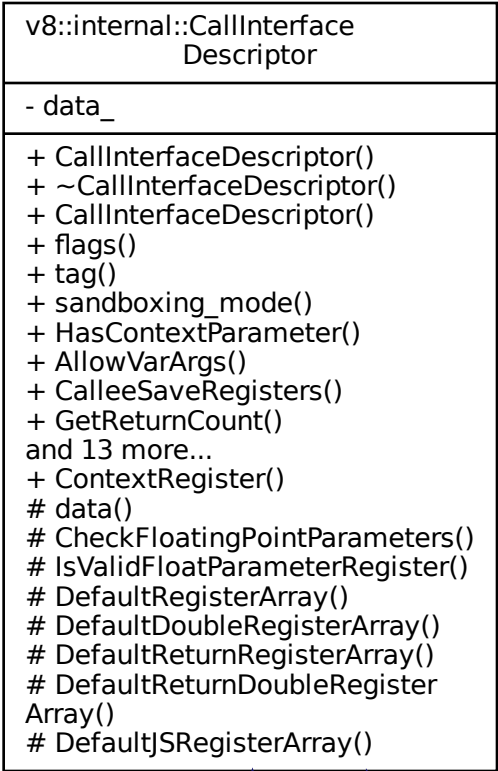 v8::internal::CallInterface
Descriptor
- data_
+ CallInterfaceDescriptor()
+ ~CallInterfaceDescriptor()
+ CallInterfaceDescriptor()
+ flags()
+ tag()
+ sandboxing_mode()
+ HasContextParameter()
+ AllowVarArgs()
+ CalleeSaveRegisters()
+ GetReturnCount()
and 13 more...
+ ContextRegister()
# data()
# CheckFloatingPointParameters()
# IsValidFloatParameterRegister()
# DefaultRegisterArray()
# DefaultDoubleRegisterArray()
# DefaultReturnRegisterArray()
# DefaultReturnDoubleRegister
Array()
# DefaultJSRegisterArray()